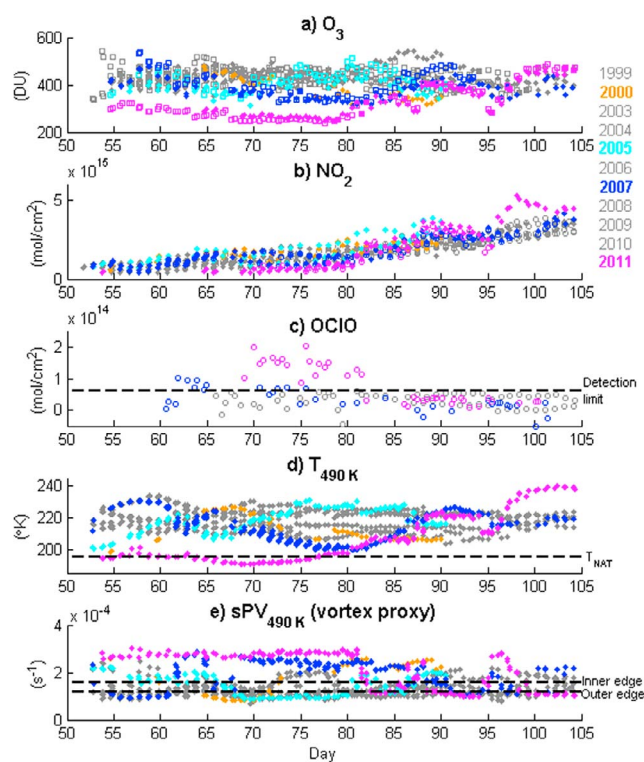 a) O3
600
400
200
(DU)
50 55 60 65 70 75 80 85 90 95 100 105
1999
2000
2003
2004
2005
2006
2007
2008
2009
2010
2011
b) NO2
x 10^15
5
0
(mol/cm2)
50 55 60 65 70 75 80 85 90 95 100 105
c) OClO
x 10^14
2
1
0
(mol/cm2)
Detection
limit
50 55 60 65 70 75 80 85 90 95 100 105
d) T490 K
240
220
200
(°K)
TNAT
50 55 60 65 70 75 80 85 90 95 100 105
e) sPV490 K (vortex proxy)
x 10^-4
4
2
0
(s^-1)
Inner edge
Outer edge
50 55 60 65 70 75 80 85 90 95 100 105
Day